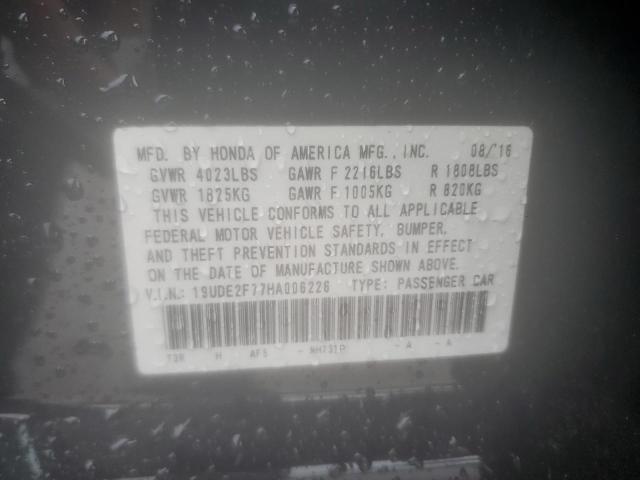 MFD. BY HONDA OF AMERICA MFG., INC. 08/'16
GVWR 4023LBS GAWR F 2216LBS R 1808LBS
GVWR 1825KG GAWR F 1005KG R 820KG
THIS VEHICLE CONFORMS TO ALL APPLICABLE
FEDERAL MOTOR VEHICLE SAFETY, BUMPER,
AND THEFT PREVENTION STANDARDS IN EFFECT
ON THE DATE OF MANUFACTURE SHOWN ABOVE.
V.I.N.: 19UDE2F77HA006226 TYPE: PASSENGER CAR
H - NH731P - A - A